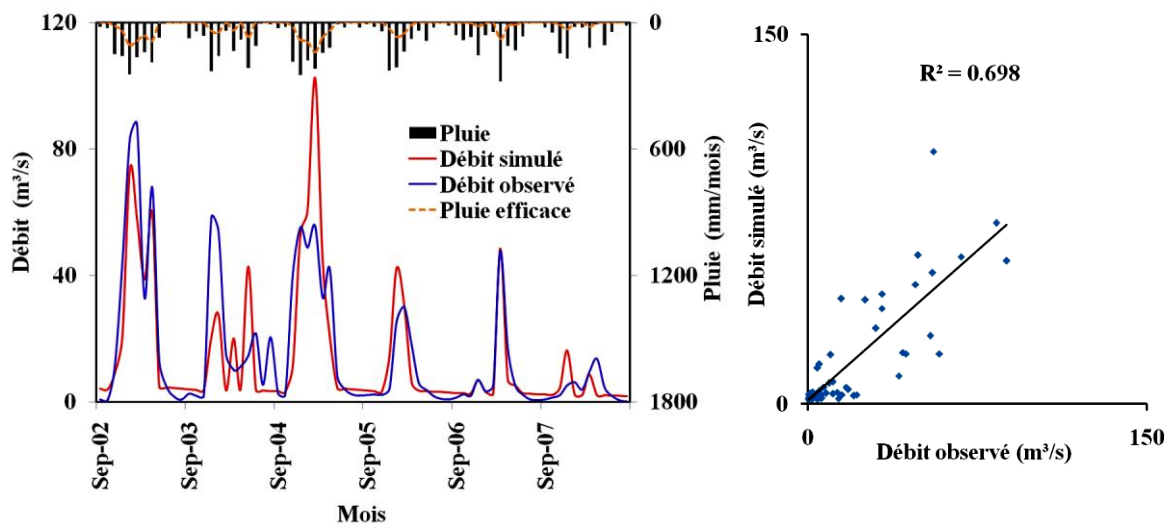 120
80
40
0
Débit (m³/s)
Pluie
Débit simulé
Débit observé
Pluie efficace
0
600
1200
1800
Pluie (mm/mois)
Sep-02
Sep-03
Sep-04
Sep-05
Sep-06
Sep-07
Mois
150
R² = 0.698
Débit simulé (m³/s)
0
0
150
Débit observé (m³/s)